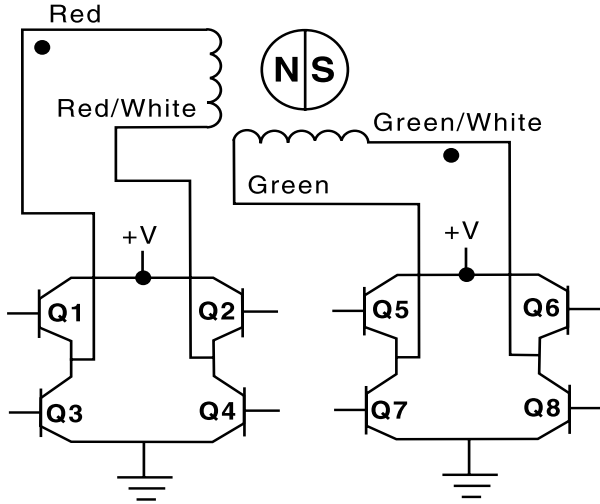 Red
N S
Red/White
Green/White
Green
+V
+V
Q1
Q2
Q5
Q6
Q3
Q4
Q7
Q8